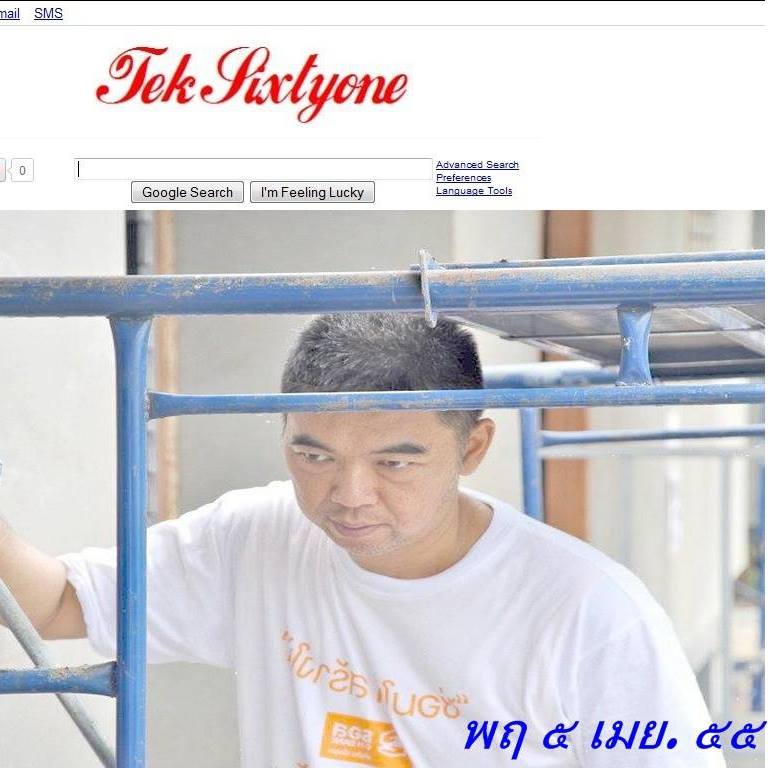 mail SMS
Tek Sixtyone
0
Advanced Search
Google Search I'm Feeling Lucky Preferences
Language Tools
พฤ ๕ เมย. ๕๕